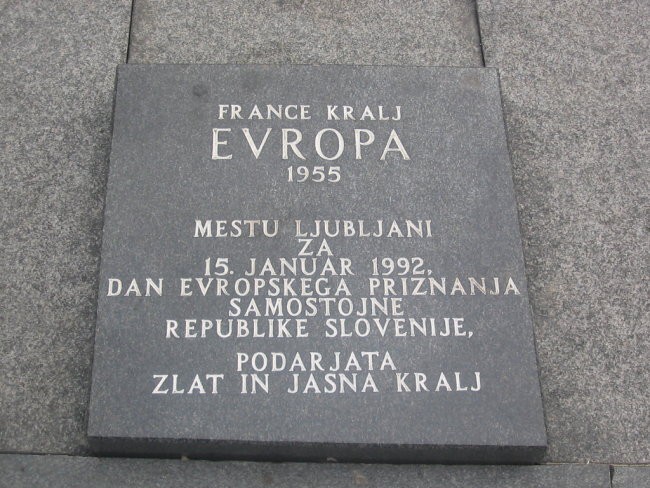 FRANCE KRALJ
EVROPA
1955
MESTU LJUBLJANI
ZA
15. JANUAR 1992,
DAN EVROPSKEGA PRIZNANJA
SAMOSTOJNE
REPUBLIKE SLOVENIJE,
PODARJATA
ZLAT IN JASNA KRALJ